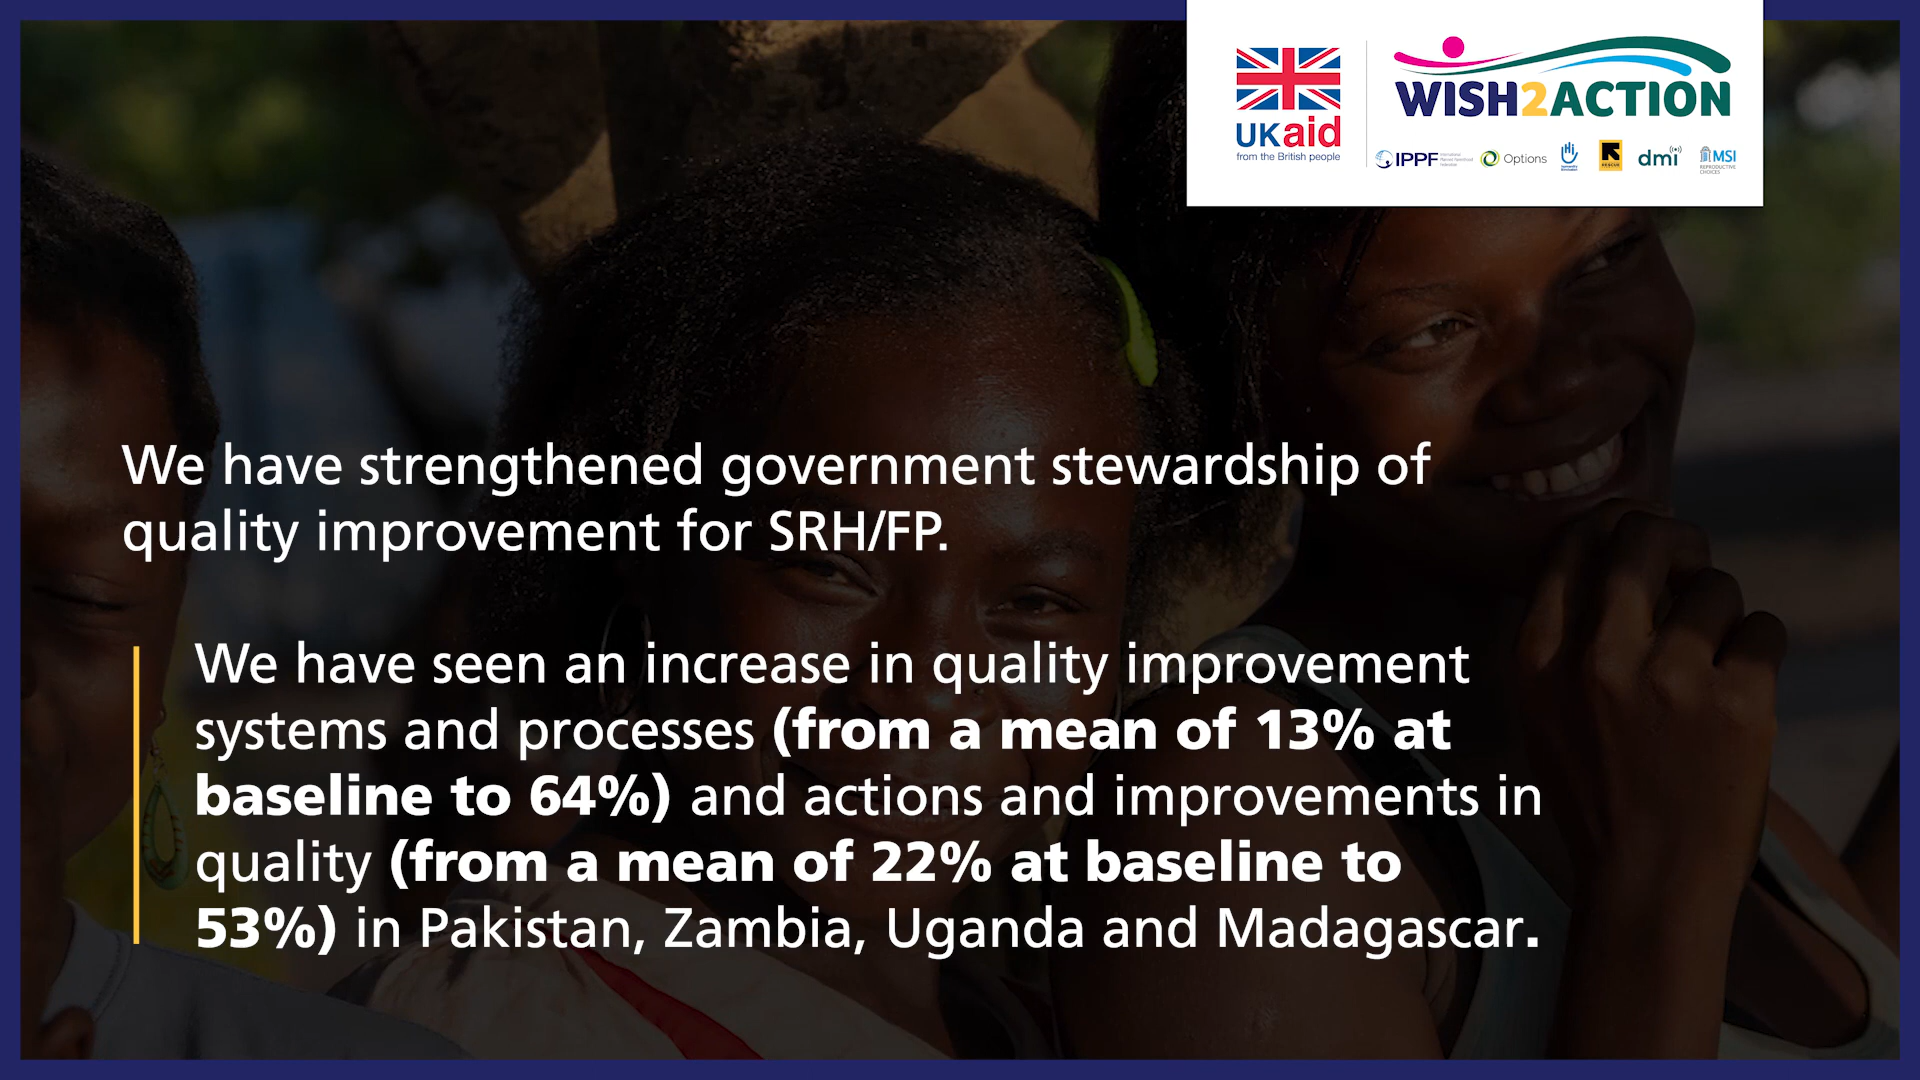 UKaid
from the British people
WISH2ACTION
IPPF
Options
RESCUE
dmi
MSI
REPRODUCTIVE
CHOICES
We have strengthened government stewardship of
quality improvement for SRH/FP.
We have seen an increase in quality improvement
systems and processes (from a mean of 13% at
baseline to 64%) and actions and improvements in
quality (from a mean of 22% at baseline to
53%) in Pakistan, Zambia, Uganda and Madagascar.